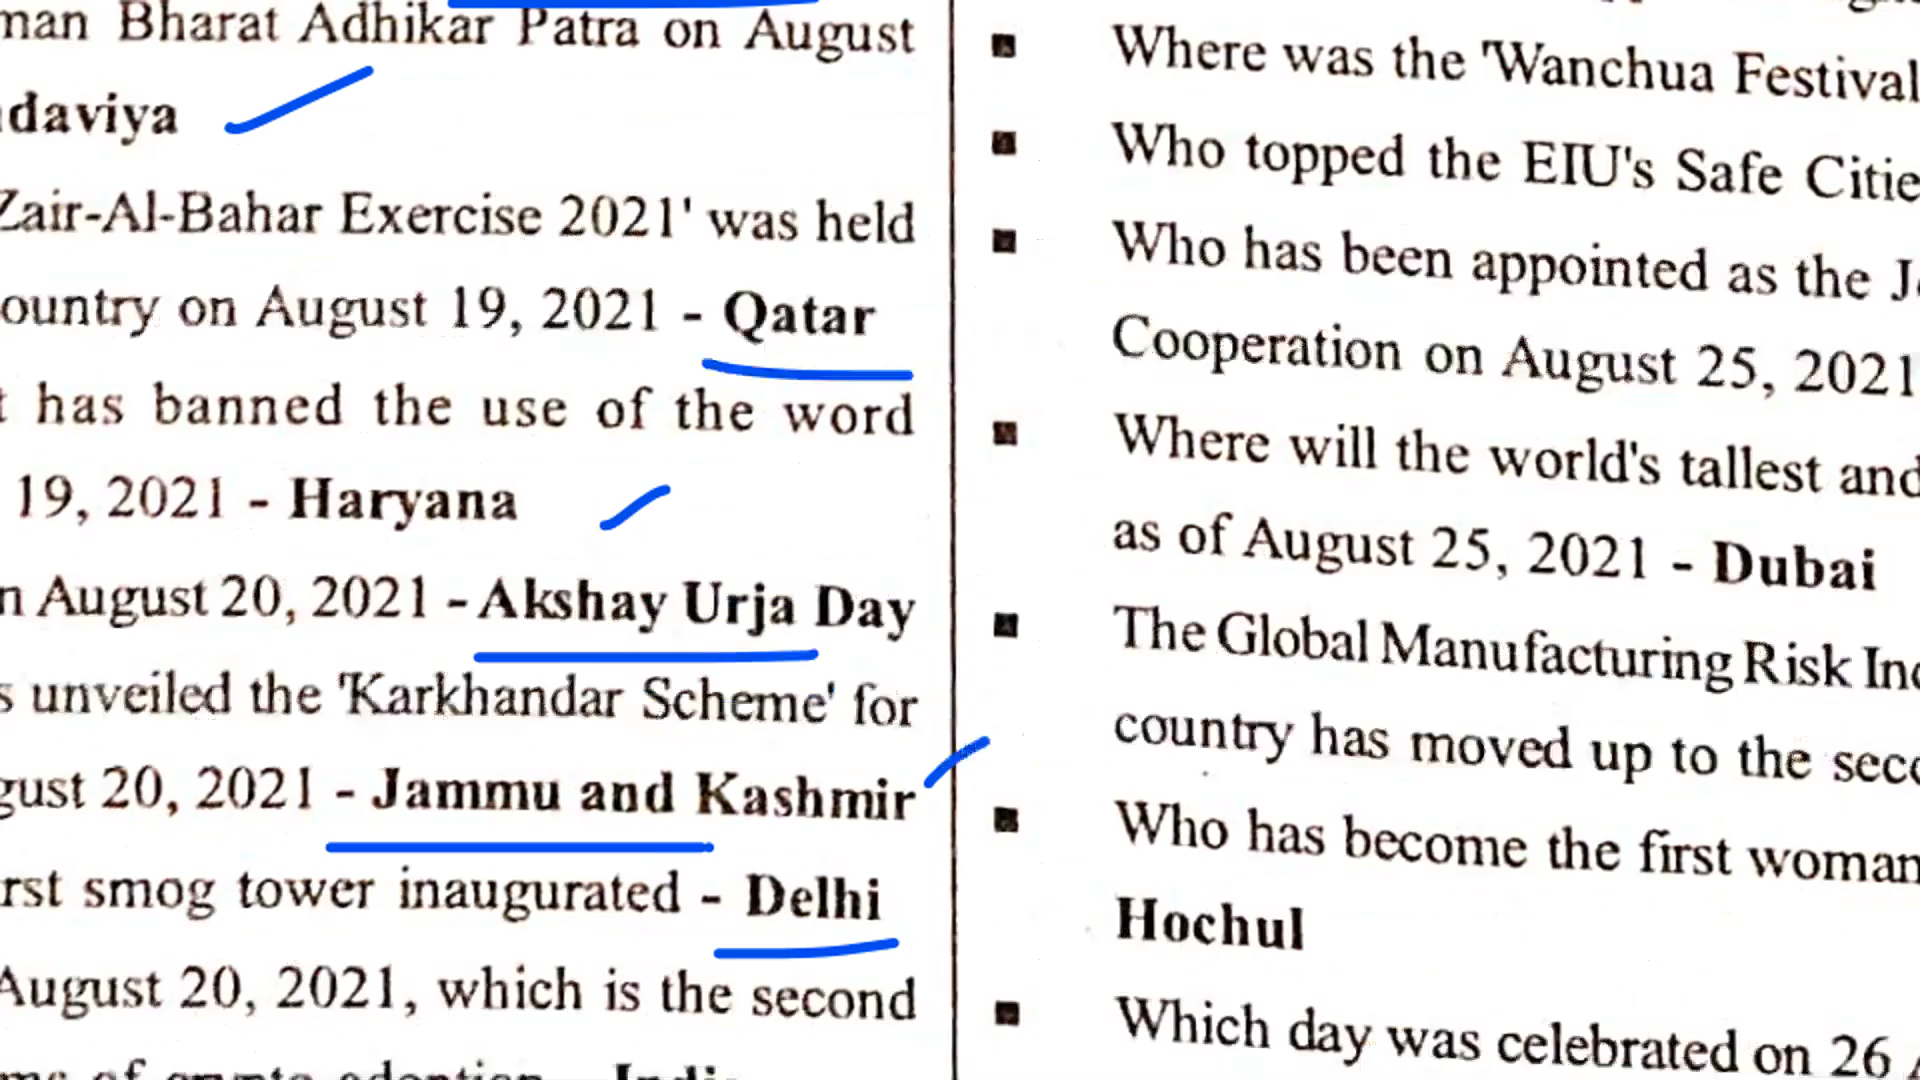 man Bharat Adhikar Patra on August
daviya
Zair-Al-Bahar Exercise 2021' was held
ountry on August 19, 2021 - Qatar
t has banned the use of the word
19, 2021 - Haryana
n August 20, 2021 - Akshay Urja Day
s unveiled the 'Karkhandar Scheme' for
gust 20, 2021 - Jammu and Kashmir
rst smog tower inaugurated - Delhi
August 20, 2021, which is the second
of crypto adoption
Where was the 'Wanchua Festival
Who topped the EIU's Safe Citie
Who has been appointed as the J
Cooperation on August 25, 2021
Where will the world's tallest and
as of August 25, 2021 - Dubai
The Global Manufacturing Risk Ind
country has moved up to the seco
Who has become the first woman
Hochul
Which day was celebrated on 26 A